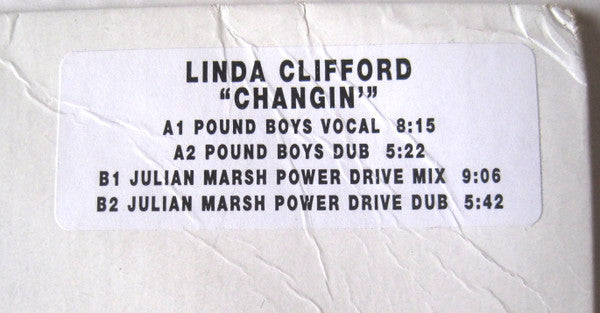 LINDA CLIFFORD
“CHANGIN’”
A1 POUND BOYS VOCAL 8:15
A2 POUND BOYS DUB 5:22
B1 JULIAN MARSH POWER DRIVE MIX 9:06
B2 JULIAN MARSH POWER DRIVE DUB 5:42